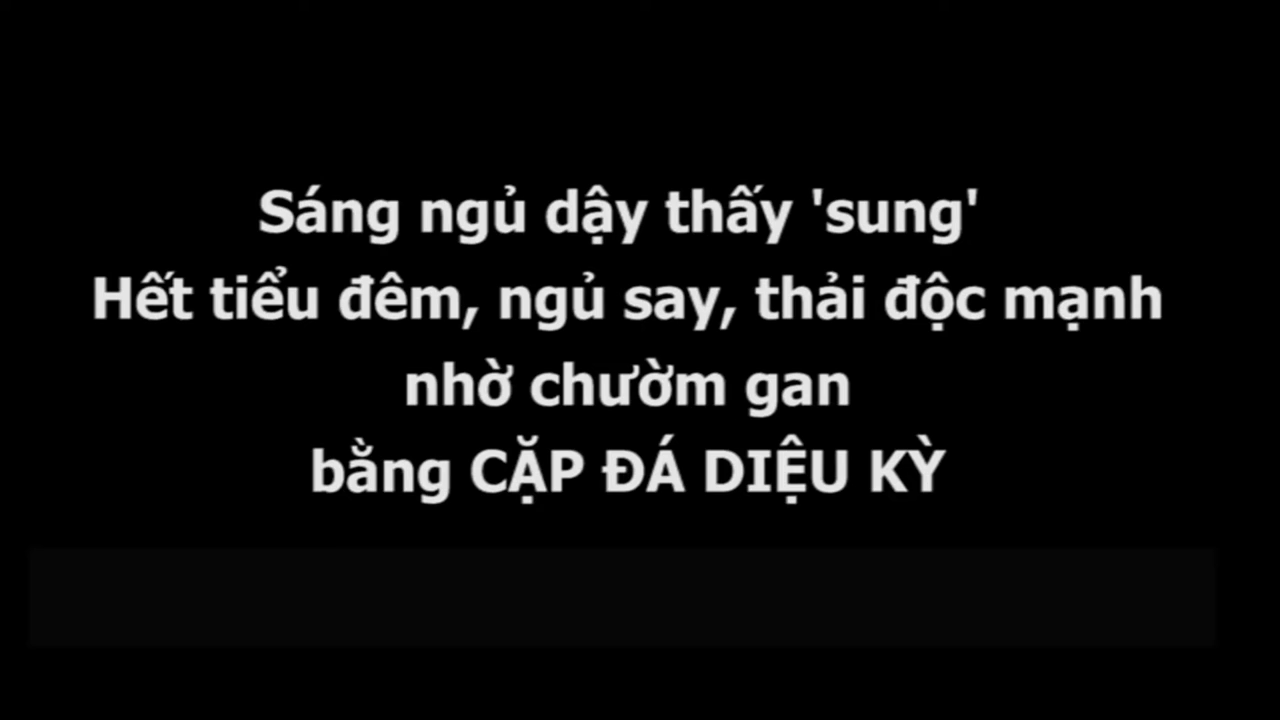 Sáng ngủ dậy thấy 'sung'
Hết tiểu đêm, ngủ say, thải độc mạnh
nhờ chườm gan
bằng CẶP ĐÁ DIỆU KỲ